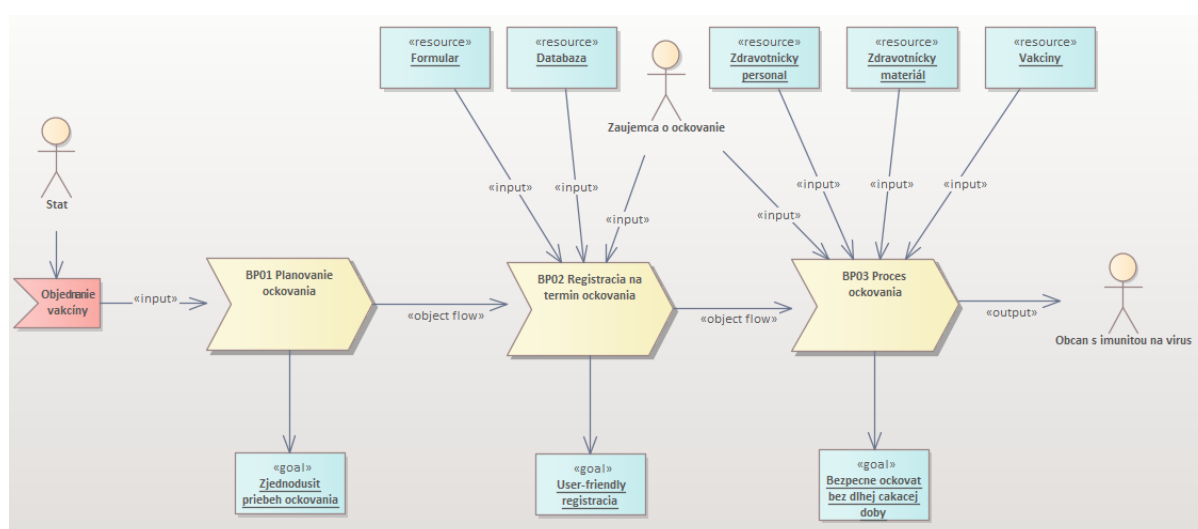 «resource»
Formular
«resource»
Databaza
«resource»
Zdravotnicky
personal
«resource»
Zdravotnícky
materiál
«resource»
Vakciny
Zaujemca o ockovanie
Stat
«input»
«input»
«input»
«input»
«input»
«input»
«input»
Objednanie
vakcíny
«input»
BP01 Planovanie
ockovania
«object flow»
BP02 Registracia na
termin ockovania
«object flow»
BP03 Proces
ockovania
«output»
Obcan s imunitou na virus
«goal»
Zjednodusit
priebeh ockovania
«goal»
User-friendly
registracia
«goal»
Bezpecne ockovat
bez dlhej cakacej
doby